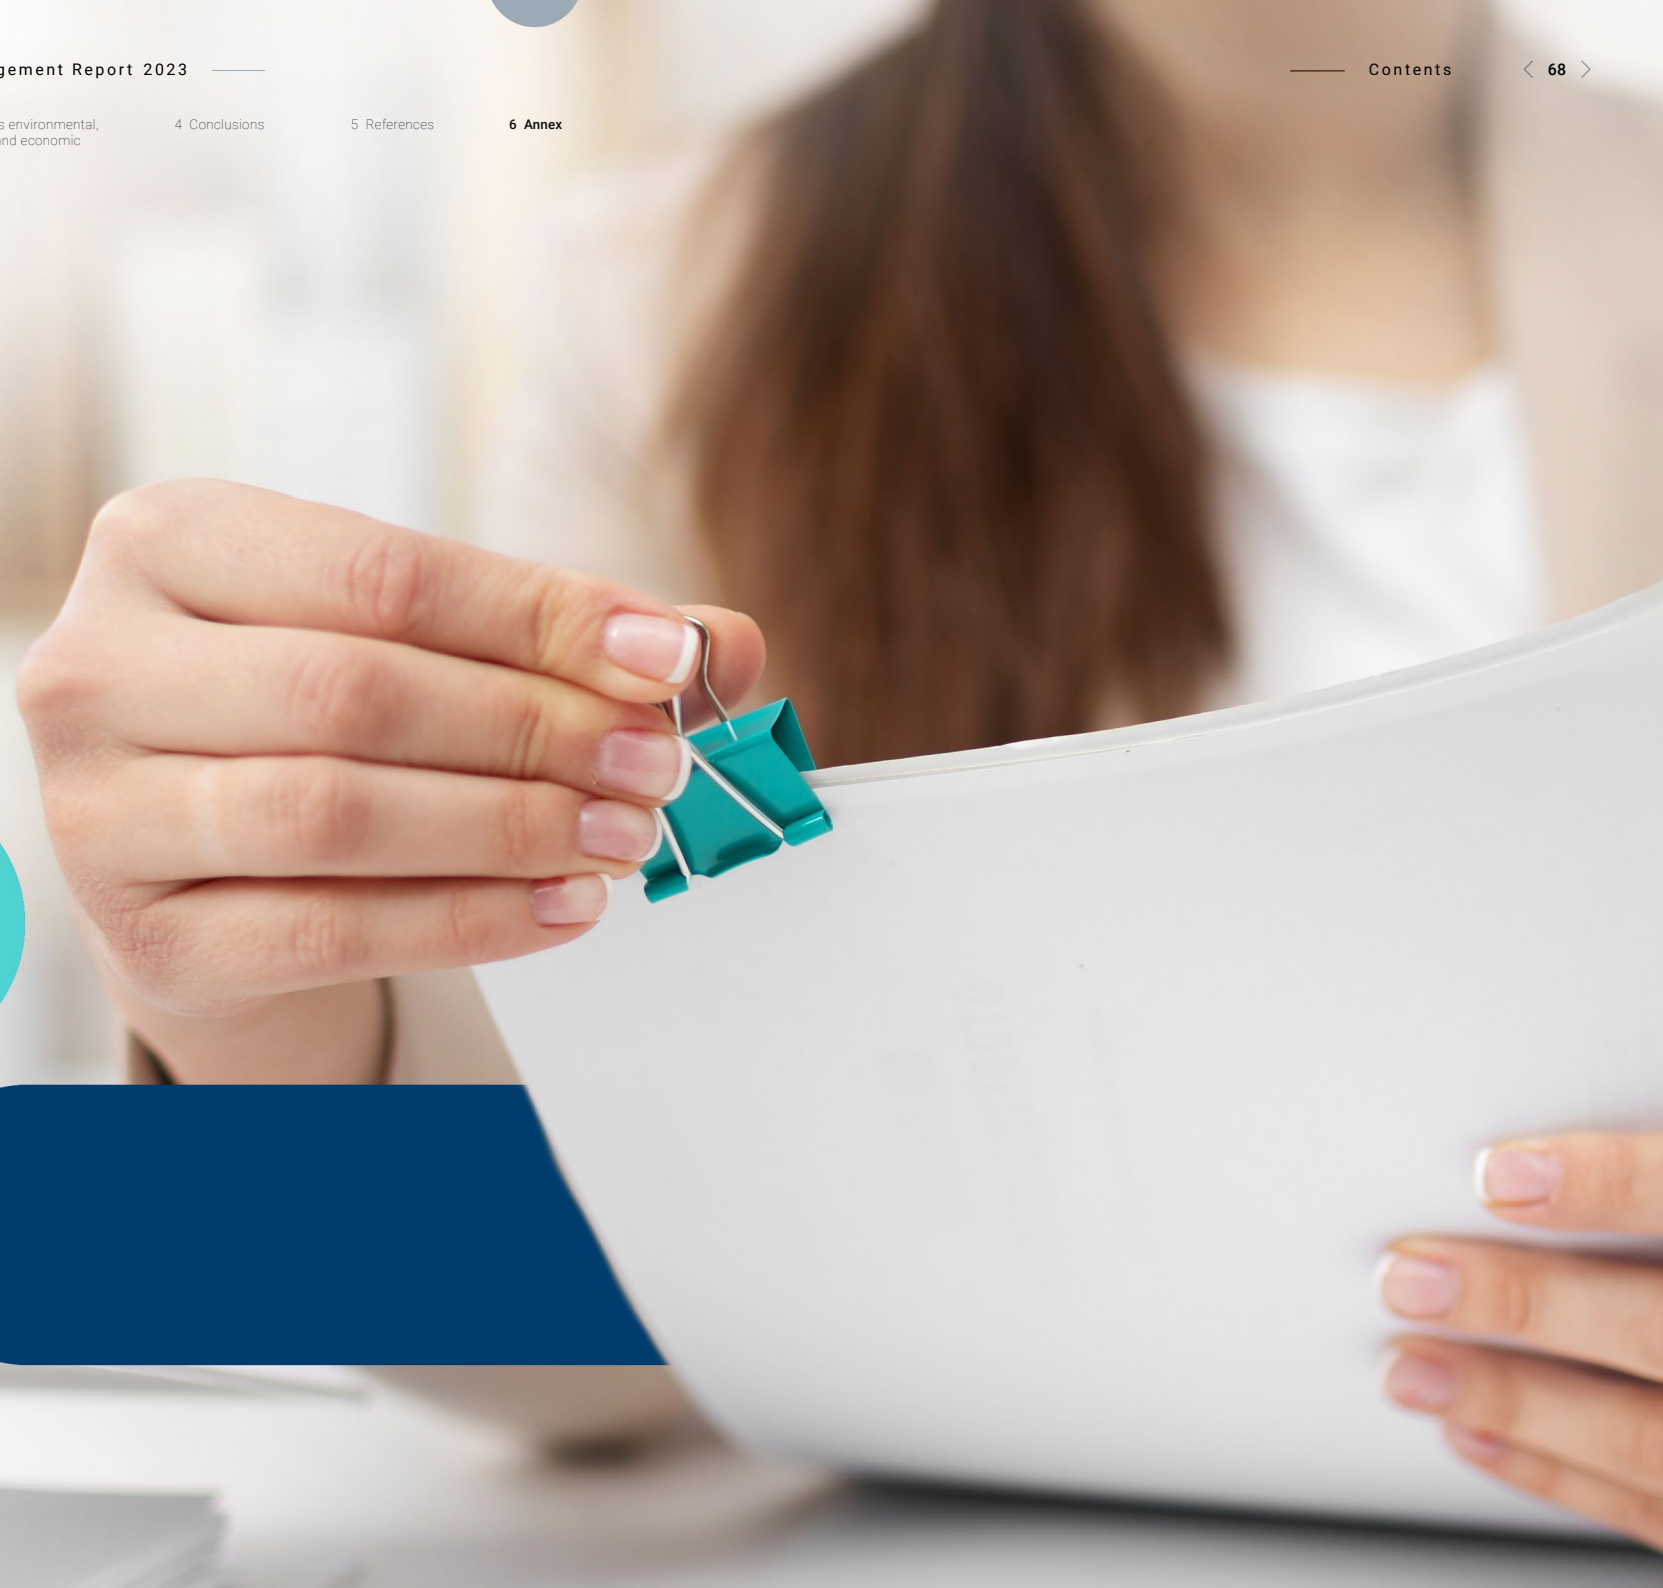 gement Report 2023
Contents
68
s environmental,
nd economic
4 Conclusions
5 References
6 Annex